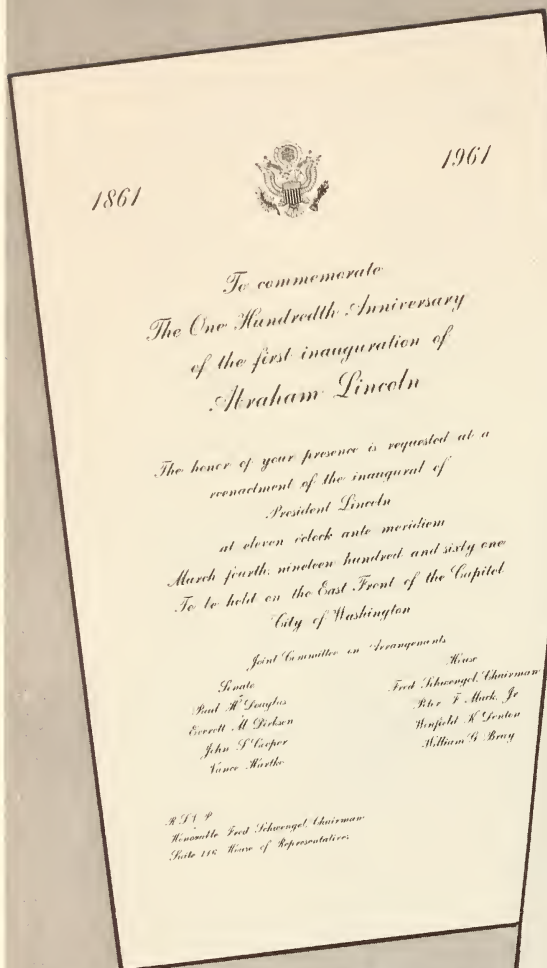 1861
1961
To commemorate
The One Hundredth Anniversary
of the first inauguration of
Abraham Lincoln
The honor of your presence is requested at a
reenactment of the inaugural of
President Lincoln
at eleven o'clock ante meridiem
March fourth, nineteen hundred and sixty one
To be held on the East Front of the Capitol
City of Washington
Joint Committee on Arrangements
Senate
Paul H Douglas
Everett M Dirksen
John S Cooper
Vance Hartke
House
Fred Schwengel, Chairman
Peter F Mack, Jr
Winfield K Denton
William G Bray
R S V P
Honorable Fred Schwengel, Chairman
Suite 116 House of Representatives